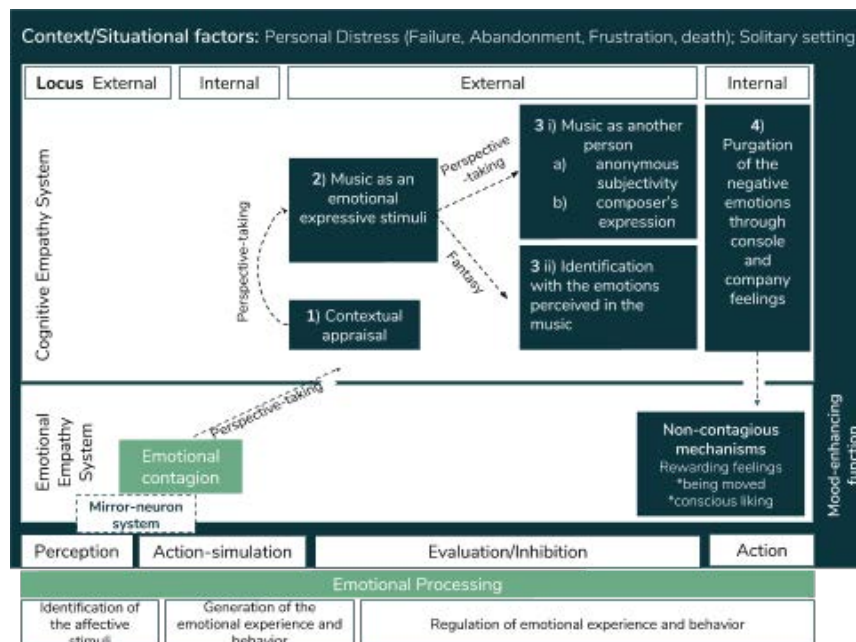 Context/Situational factors: Personal Distress (Failure, Abandonment, Frustration, death); Solitary setting
Locus External
Internal
External
Internal
Cognitive Empathy System
Perspective-taking
1) Contextual
appraisal
2) Music as an
emotional
expressive stimuli
Perspective
-taking
Fantasy
3 i) Music as another
person
a) anonymous
subjectivity
b) composer's
expression
3 ii) Identification
with the emotions
perceived in the
music
4)
Purgation
of the
negative
emotions
through
console
and
company
feelings
Emotional
Empathy
System
Perspective-taking
Emotional
contagion
Mirror-neuron
system
Non-contagious
mechanisms
Rewarding feelings
*being moved
*conscious liking
Mood-enhancing
function
Perception
Action-simulation
Evaluation/Inhibition
Action
Emotional Processing
Identification of
the affective
stimuli
Generation of the
emotional experience and
behavior
Regulation of emotional experience and behavior